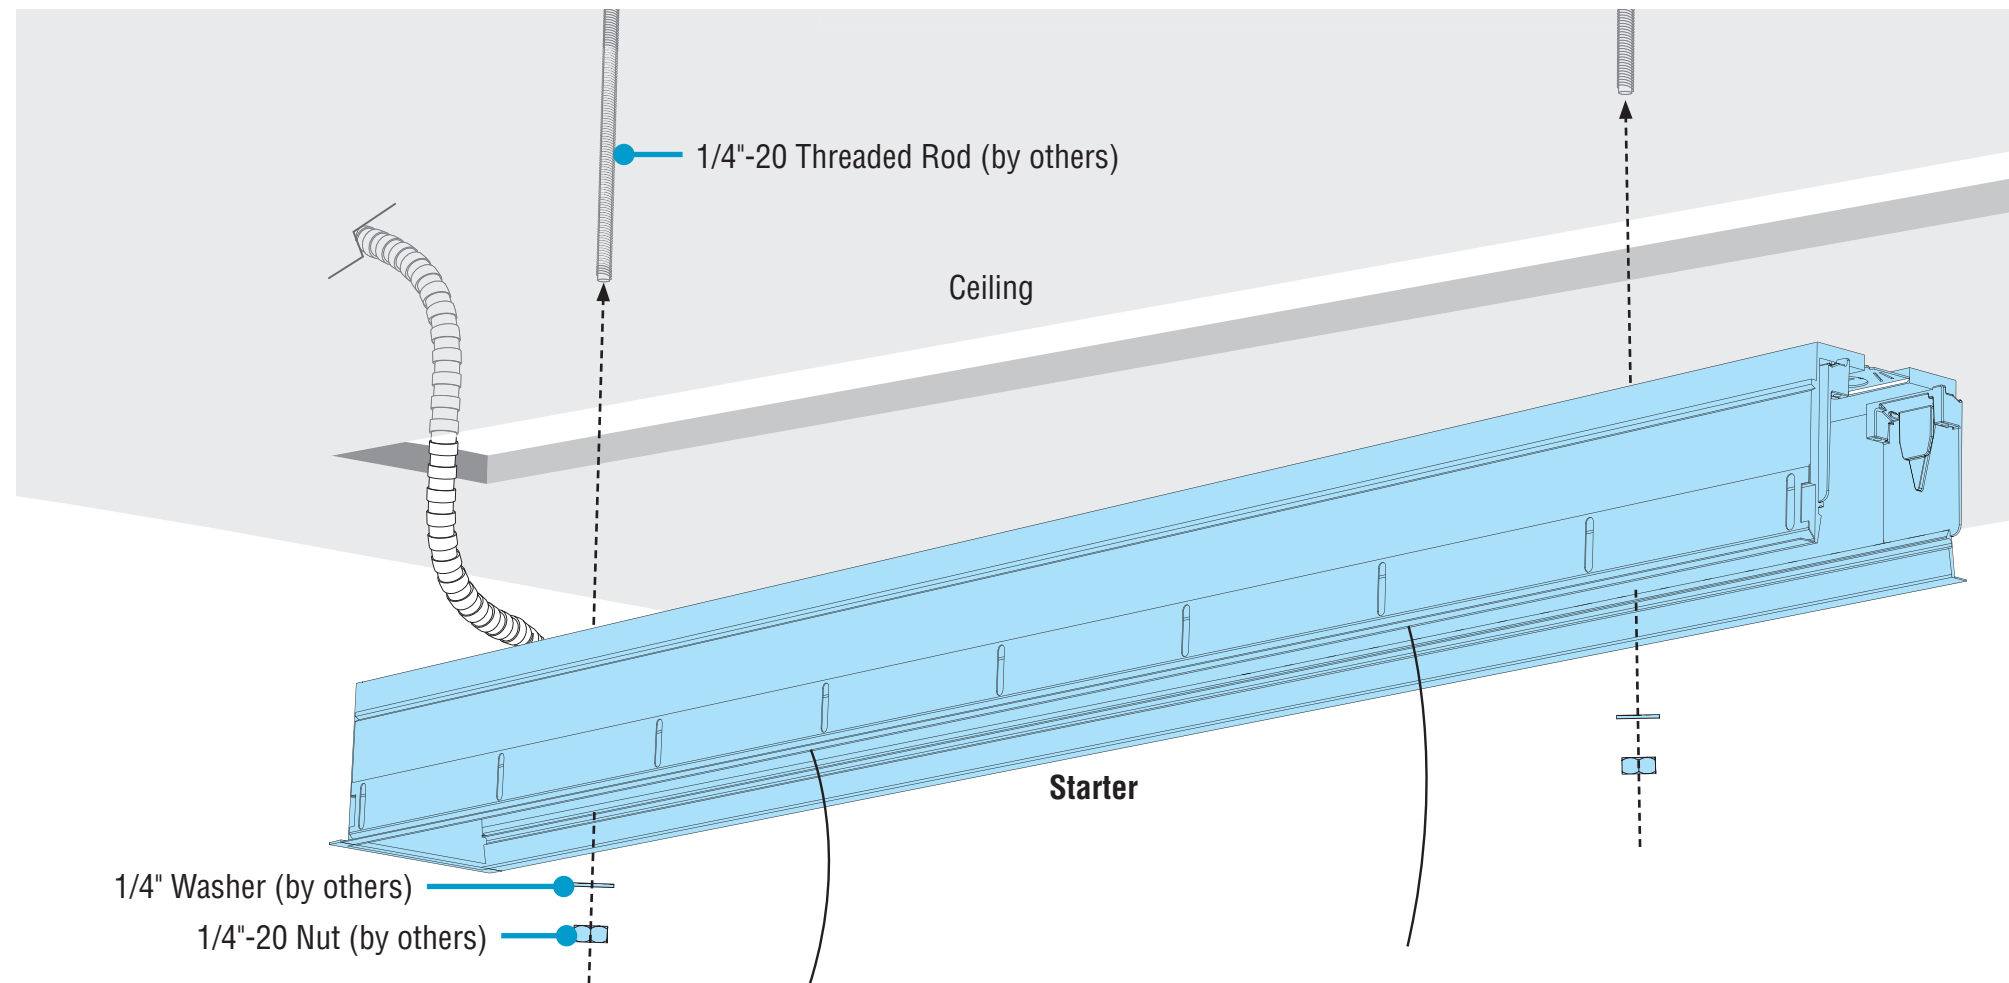 1/4"-20 Threaded Rod (by others)
Ceiling
Starter
1/4" Washer (by others)
1/4"-20 Nut (by others)